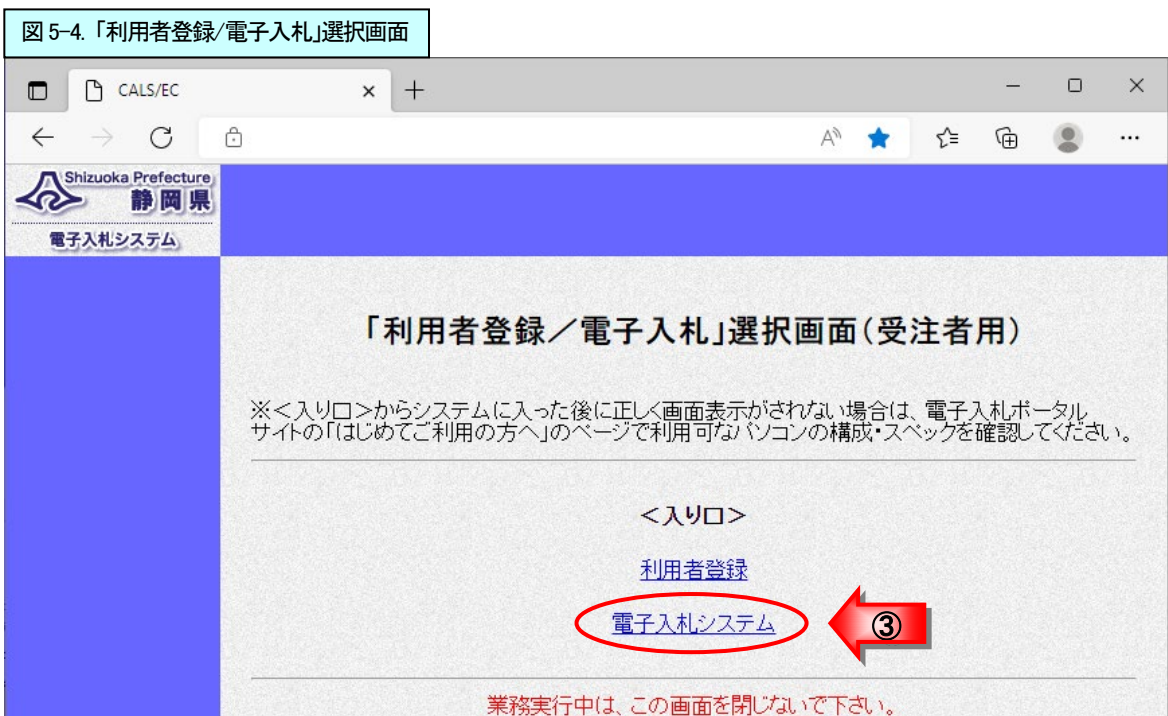 図 5-4. 「利用者登録/電子入札」選択画面
CALS/EC
Shizuoka Prefecture
静岡県
電子入札システム
「利用者登録／電子入札」選択画面（受注者用）
※＜入り口＞からシステムに入った後に正しく画面表示がされない場合は、電子入札ポータル
サイトの「はじめてご利用の方へ」のページで利用可なパソコンの構成・スペックを確認してください。
＜入り口＞
利用者登録
電子入札システム
③
業務実行中は、この画面を閉じないで下さい。